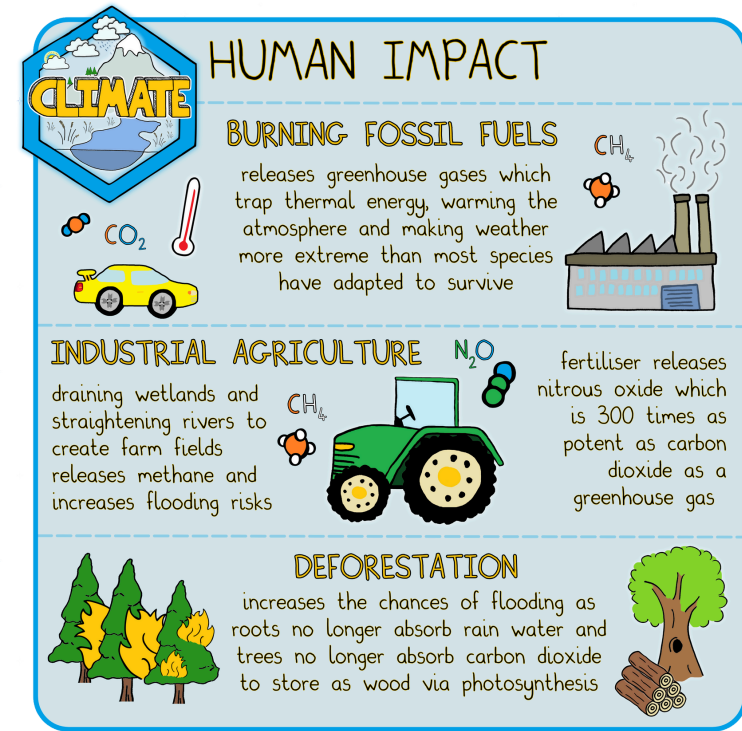 CLIMATE
HUMAN IMPACT
BURNING FOSSIL FUELS
releases greenhouse gases which
trap thermal energy, warming the
atmosphere and making weather
more extreme than most species
have adapted to survive
CO₂
CH₄
INDUSTRIAL AGRICULTURE
draining wetlands and
straightening rivers to
create farm fields
releases methane and
increases flooding risks
CH₄
N₂O
fertiliser releases
nitrous oxide which
is 300 times as
potent as carbon
dioxide as a
greenhouse gas
DEFORESTATION
increases the chances of flooding as
roots no longer absorb rain water and
trees no longer absorb carbon dioxide
to store as wood via photosynthesis